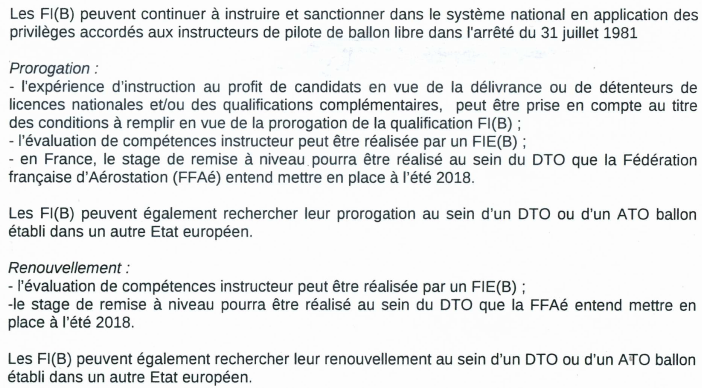 Les FI(B) peuvent continuer à instruire et sanctionner dans le système national en application des
privilèges accordés aux instructeurs de pilote de ballon libre dans l'arrêté du 31 juillet 1981
Prorogation :
- l'expérience d'instruction au profit de candidats en vue de la délivrance ou de détenteurs de
licences nationales et/ou des qualifications complémentaires, peut être prise en compte au titre
des conditions à remplir en vue de la prorogation de la qualification FI(B) ;
- l'évaluation de compétences instructeur peut être réalisée par un FIE(B) ;
- en France, le stage de remise à niveau pourra être réalisé au sein du DTO que la Fédération
française d'Aérostation (FFAé) entend mettre en place à l'été 2018.
Les FI(B) peuvent également rechercher leur prorogation au sein d'un DTO ou d'un ATO ballon
établi dans un autre Etat européen.
Renouvellement :
- l'évaluation de compétences instructeur peut être réalisée par un FIE(B) ;
-le stage de remise à niveau pourra être réalisé au sein du DTO que la FFAé entend mettre en
place à l'été 2018.
Les FI(B) peuvent également rechercher leur renouvellement au sein d'un DTO ou d'un ATO ballon
établi dans un autre Etat européen.